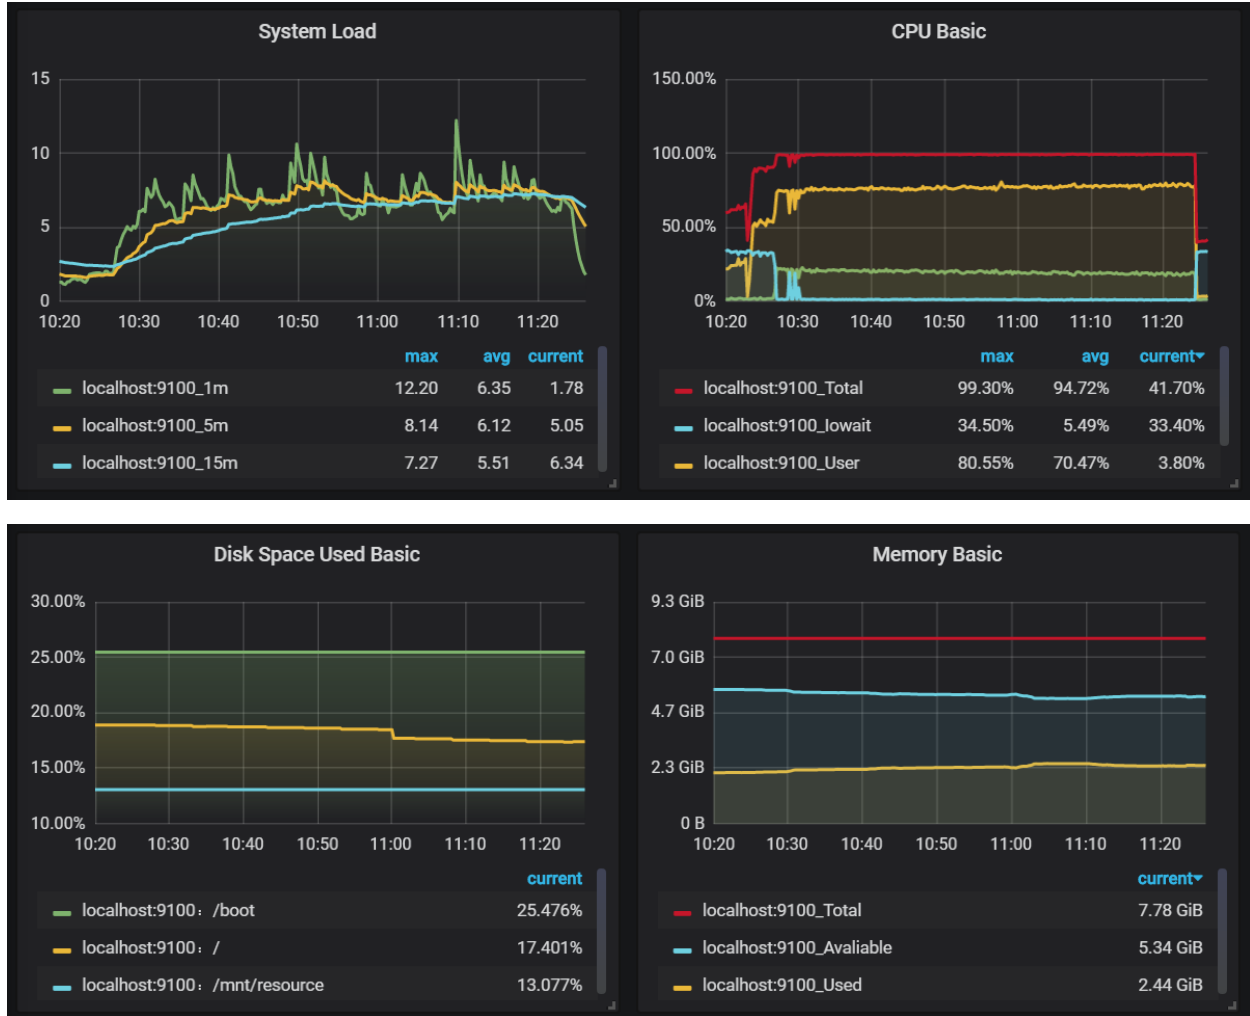 System Load
15
10
5
0
10:20 10:30 10:40 10:50 11:00 11:10 11:20
max avg current
localhost:9100_1m 12.20 6.35 1.78
localhost:9100_5m 8.14 6.12 5.05
localhost:9100_15m 7.27 5.51 6.34
CPU Basic
150.00%
100.00%
50.00%
0%
10:20 10:30 10:40 10:50 11:00 11:10 11:20
max avg current
localhost:9100_Total 99.30% 94.72% 41.70%
localhost:9100_Iowait 34.50% 5.49% 33.40%
localhost:9100_User 80.55% 70.47% 3.80%
Disk Space Used Basic
30.00%
25.00%
20.00%
15.00%
10.00%
10:20 10:30 10:40 10:50 11:00 11:10 11:20
current
localhost:9100：/boot 25.476%
localhost:9100：/ 17.401%
localhost:9100：/mnt/resource 13.077%
Memory Basic
9.3 GiB
7.0 GiB
4.7 GiB
2.3 GiB
0 B
10:20 10:30 10:40 10:50 11:00 11:10 11:20
current
localhost:9100_Total 7.78 GiB
localhost:9100_Avaliable 5.34 GiB
localhost:9100_Used 2.44 GiB